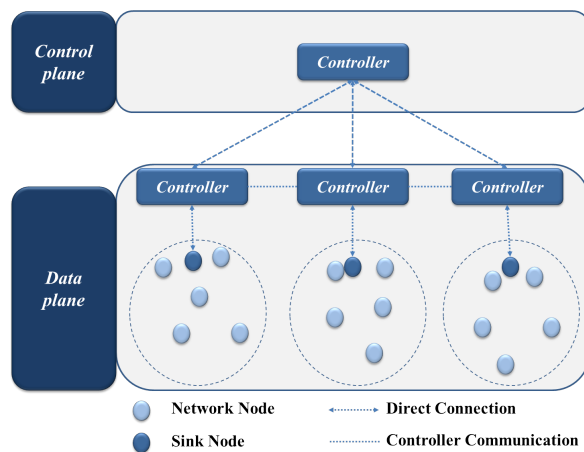 Control
plane
Controller
Controller
Controller
Controller
Data
plane
Network Node
Direct Connection
Sink Node
Controller Communication